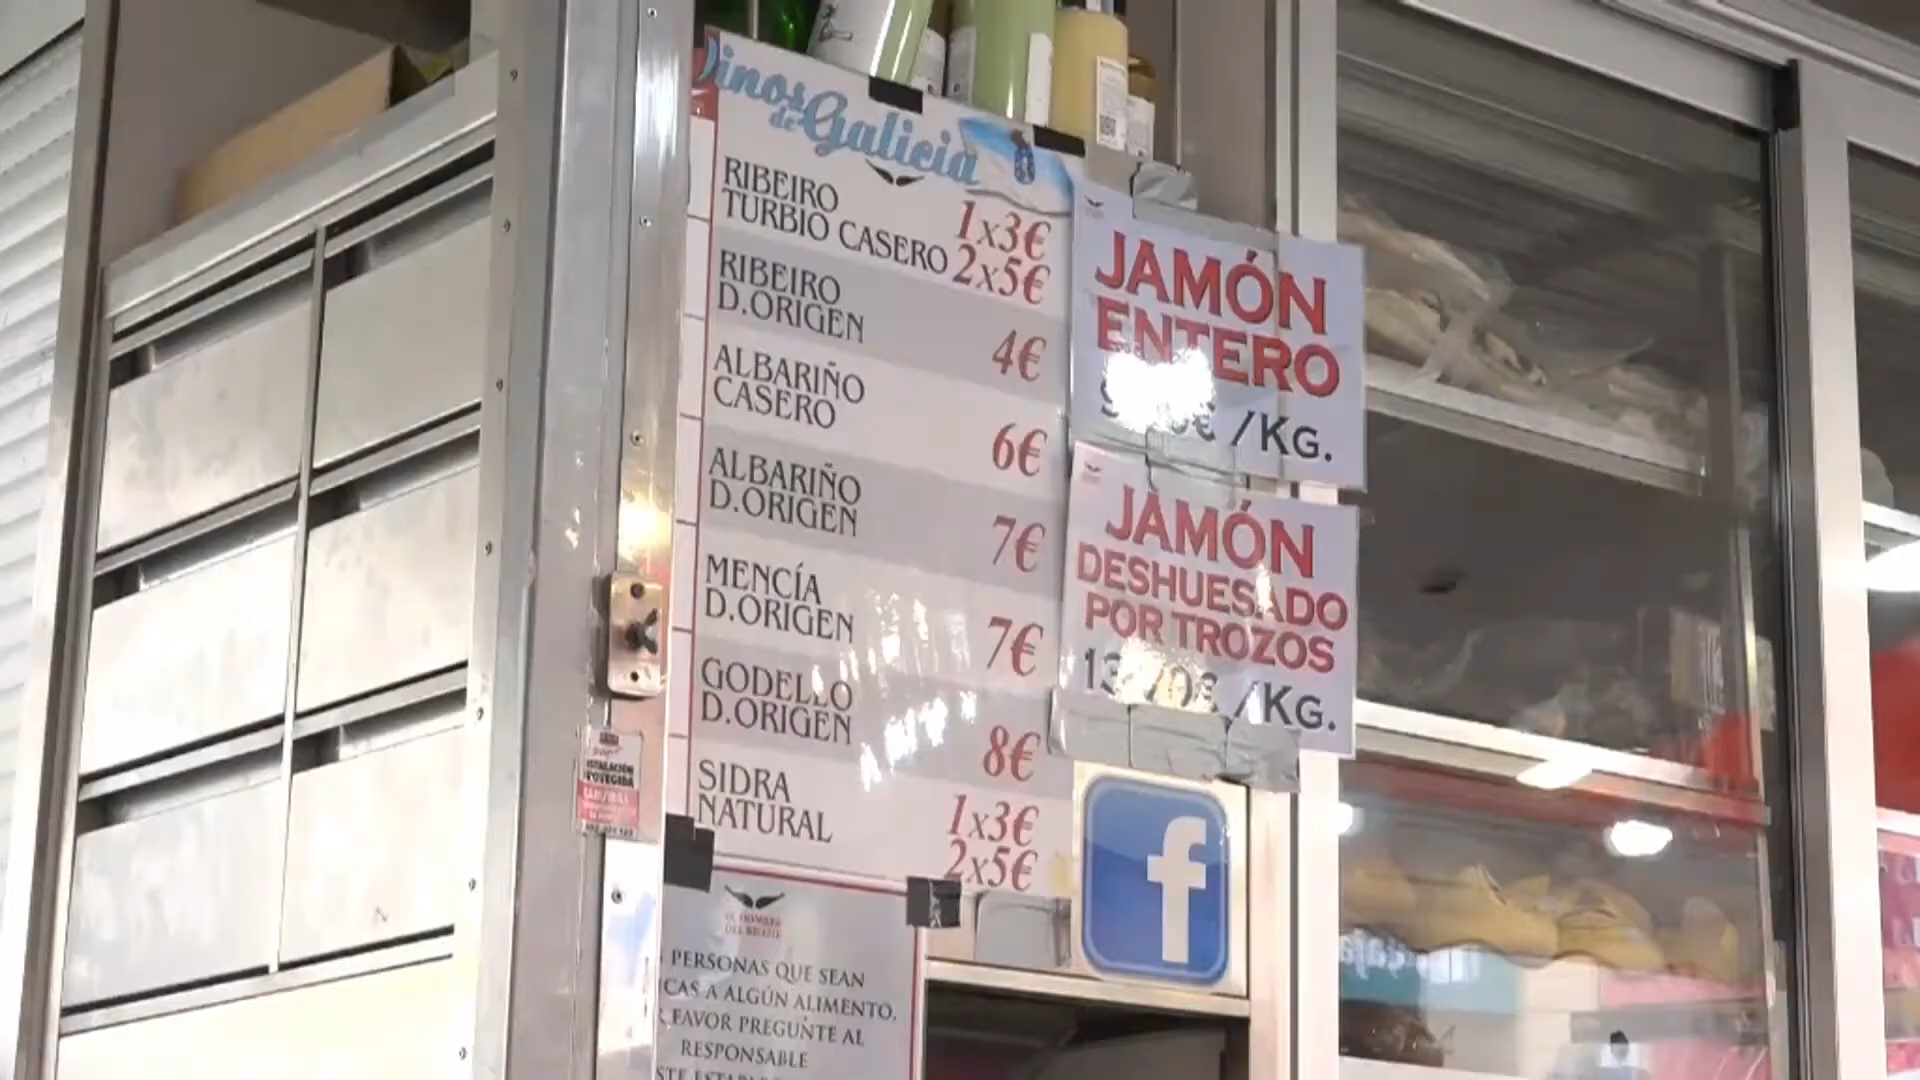 Vinos
de Galicia
RIBEIRO
TURBIO CASERO
1x3€
2x5€
RIBEIRO
D.ORIGEN
4€
ALBARIÑO
CASERO
6€
ALBARIÑO
D.ORIGEN
7€
MENCÍA
D.ORIGEN
7€
GODELLO
D.ORIGEN
8€
SIDRA
NATURAL
1x3€
2x5€
JAMÓN
ENTERO
/KG.
JAMÓN
DESHUESADO
POR TROZOS
/KG.
f
PERSONAS QUE SEAN
CAS A ALGÚN ALIMENTO,
FAVOR PREGUNTE AL
RESPONSABLE